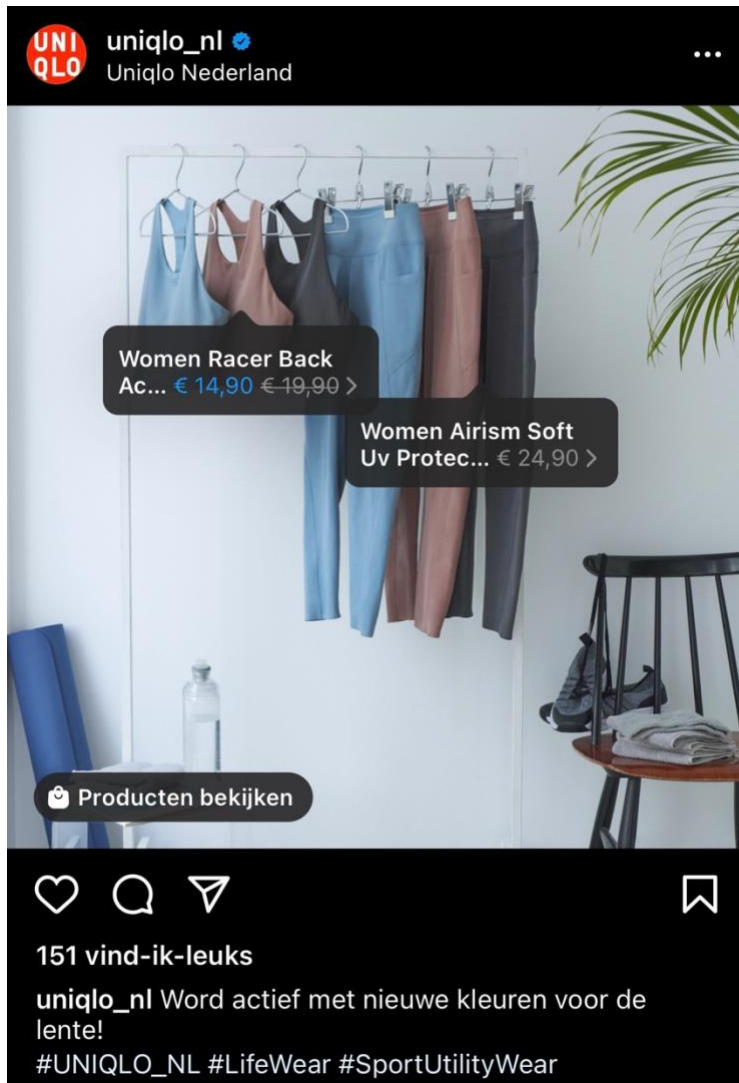 UNI
QLO
uniqlo_nl
Uniqlo Nederland
Women Racer Back
Ac... € 14,90 € 19,90 >
Women Airism Soft
Uv Protec... € 24,90 >
Producten bekijken
151 vind-ik-leuks
uniqlo_nl Word actief met nieuwe kleuren voor de
lente!
#UNIQLO_NL #LifeWear #SportUtilityWear